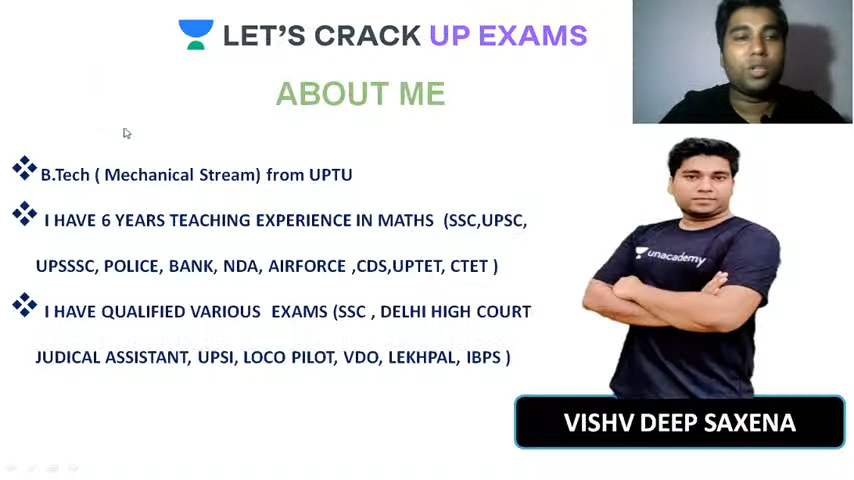 LET'S CRACK UP EXAMS
ABOUT ME
B.Tech ( Mechanical Stream) from UPTU
I HAVE 6 YEARS TEACHING EXPERIENCE IN MATHS (SSC,UPSC,
UPSSSC, POLICE, BANK, NDA, AIRFORCE ,CDS,UPTET, CTET )
I HAVE QUALIFIED VARIOUS EXAMS (SSC , DELHI HIGH COURT
JUDICAL ASSISTANT, UPSI, LOCO PILOT, VDO, LEKHPAL, IBPS )
unacademy
VISHV DEEP SAXENA